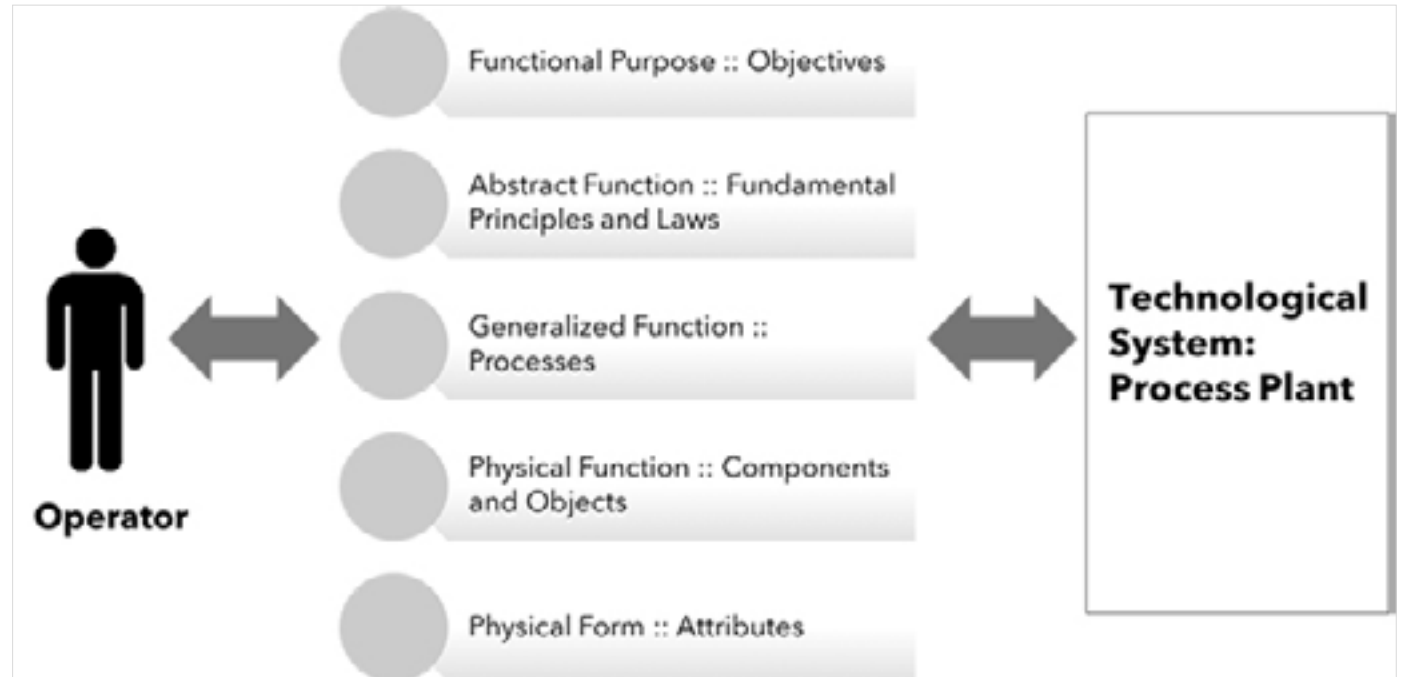 Functional Purpose :: Objectives
Abstract Function :: Fundamental
Principles and Laws
Generalized Function ::
Processes
Physical Function :: Components
and Objects
Physical Form :: Attributes
Operator
Technological
System:
Process Plant